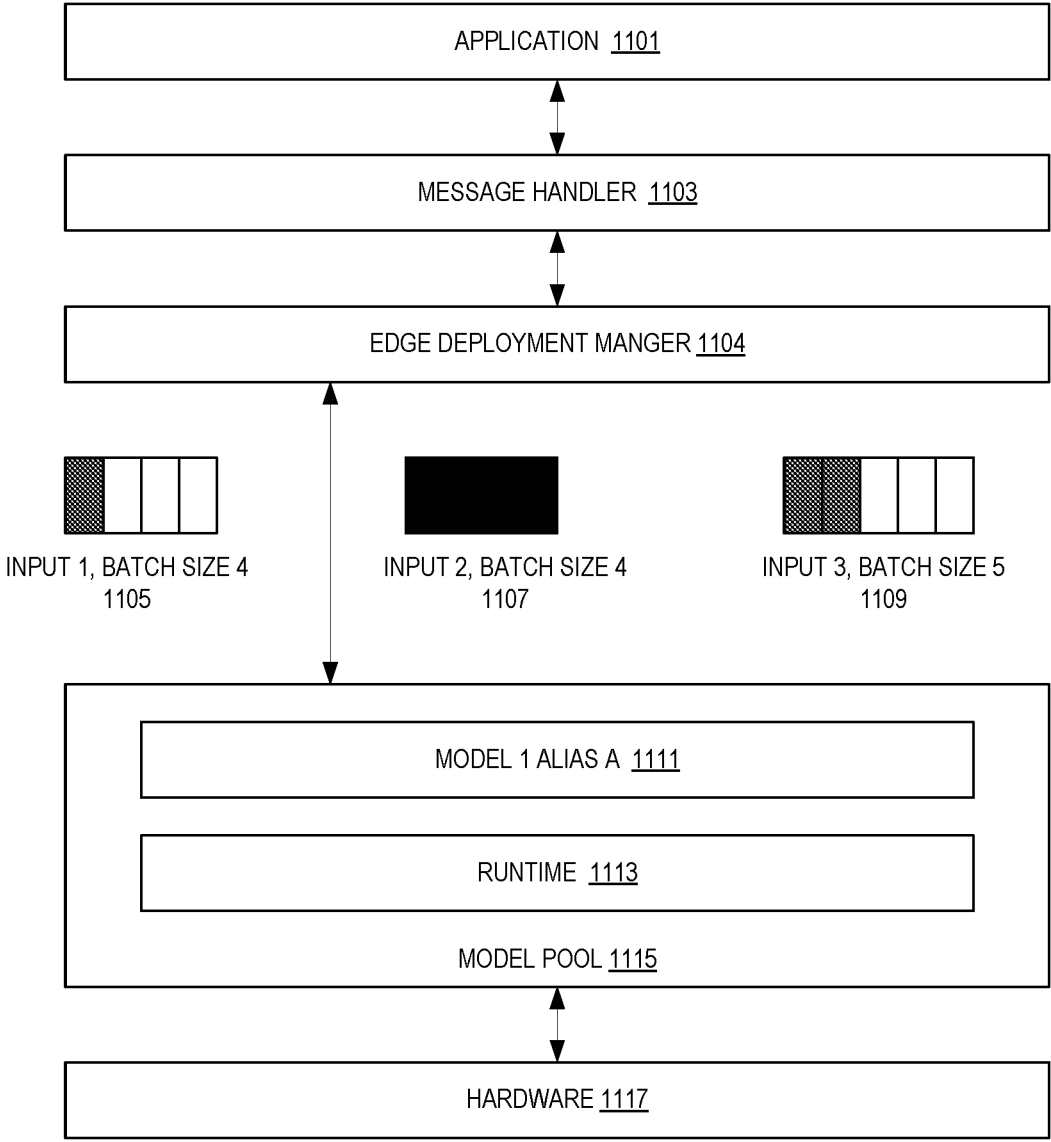 APPLICATION 1101
MESSAGE HANDLER 1103
EDGE DEPLOYMENT MANGER 1104
INPUT 1, BATCH SIZE 4
1105
INPUT 2, BATCH SIZE 4
1107
INPUT 3, BATCH SIZE 5
1109
MODEL 1 ALIAS A 1111
RUNTIME 1113
MODEL POOL 1115
HARDWARE 1117